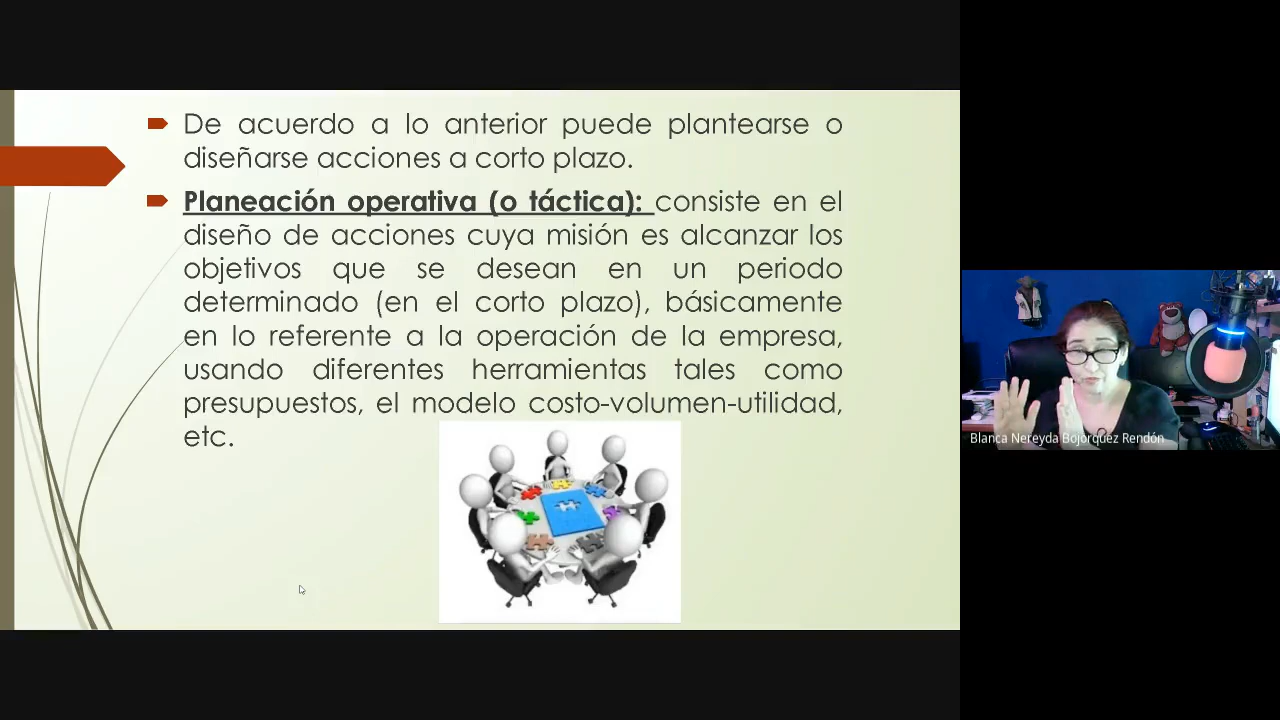 De acuerdo a lo anterior puede plantearse o
diseñarse acciones a corto plazo.
Planeación operativa (o táctica): consiste en el
diseño de acciones cuya misión es alcanzar los
objetivos que se desean en un periodo
determinado (en el corto plazo), básicamente
en lo referente a la operación de la empresa,
usando diferentes herramientas tales como
presupuestos, el modelo costo-volumen-utilidad,
etc.
Blanca Nereyda Bojorquez Rendón